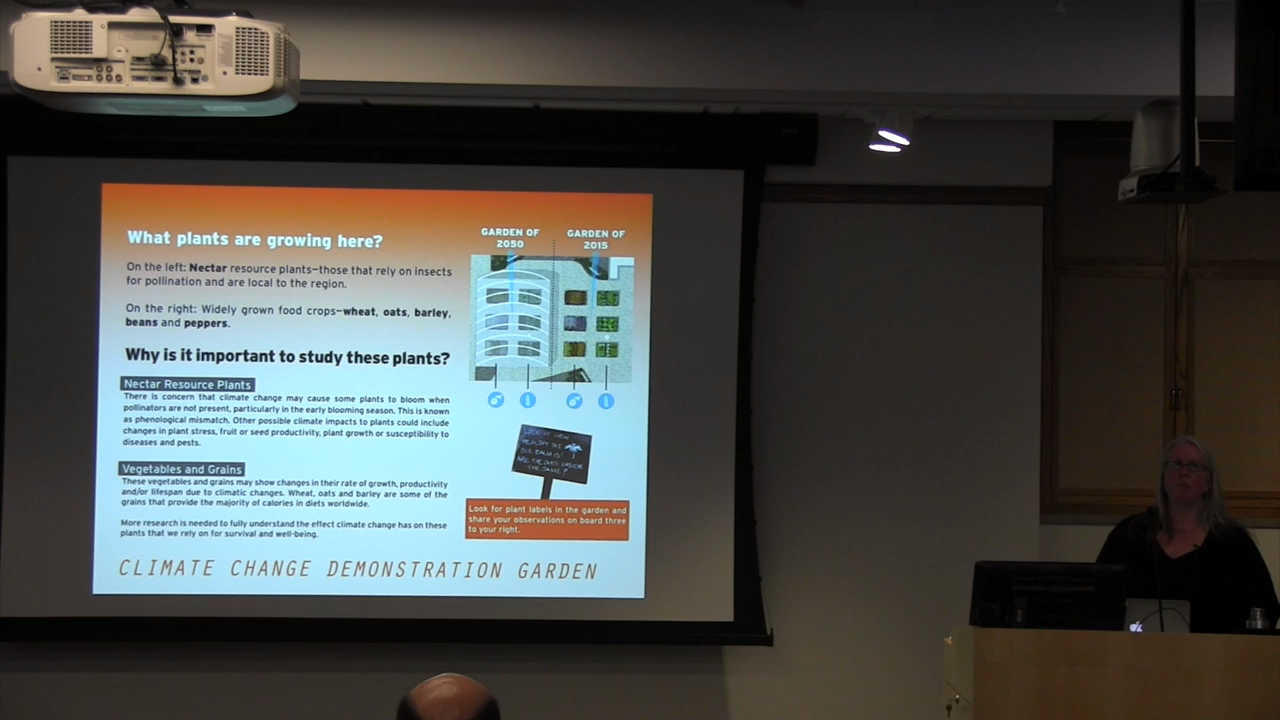 What plants are growing here?
On the left: Nectar resource plants—those that rely on insects
for pollination and are local to the region.
On the right: Widely grown food crops—wheat, oats, barley,
beans and peppers.
Why is it important to study these plants?
Nectar Resource Plants
There is concern that climate change may cause some plants to bloom when
pollinators are not present, particularly in the early blooming season. This is known
as phenological mismatch. Other possible climate impacts to plants could include
changes in plant stress, fruit or seed productivity, plant growth or susceptibility to
diseases and pests.
Vegetables and Grains
These vegetables and grains may show changes in their rate of growth, productivity
and/or lifespan due to climatic changes. Wheat, oats and barley are some of the
grains that provide the majority of calories in diets worldwide.
More research is needed to fully understand the effect climate change has on these
plants that we rely on for survival and well-being.
GARDEN OF
2050
GARDEN OF
2015
HEALTHY THE
BEE BALM IS!
ARE THE INSIDE
THE SAME?
Look for plant labels in the garden and
share your observations on board three
to your right.
CLIMATE CHANGE DEMONSTRATION GARDEN